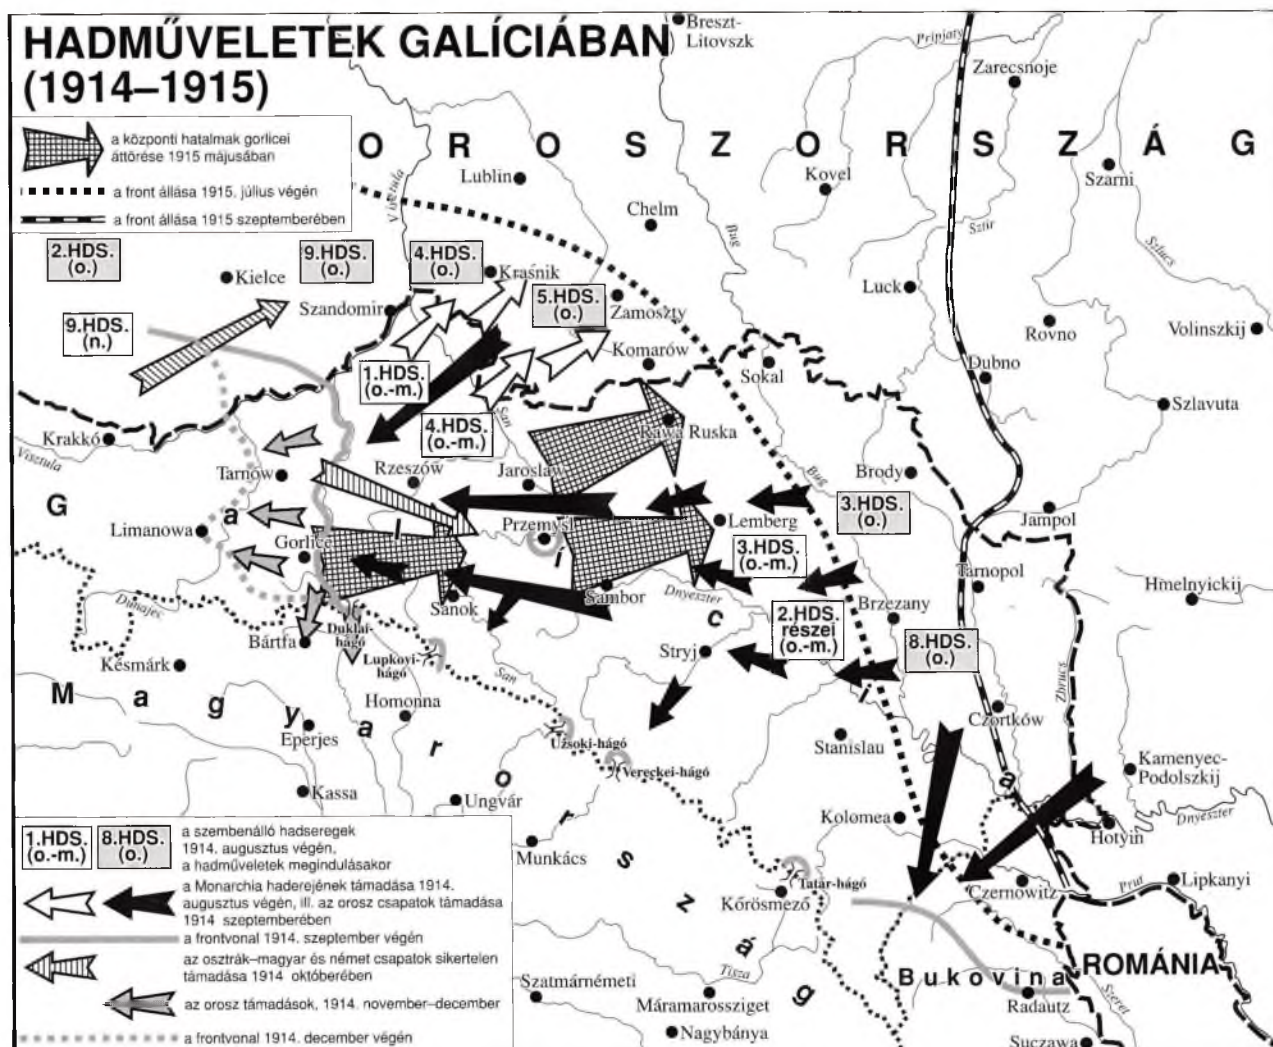 HADMŰVELETEK GALÍCIÁBAN
(1914–1915)
a központi hatalmak gorlicei
áttörése 1915 májusában
a front állása 1915. július végén
a front állása 1915 szeptemberében
OROSZORSZÁG
Breszt-
Litovszk
Pripjaty
Zarecsnoje
Visztula
Lublin
Kovel
Szarni
Chelm
Bug
Sztir
Szlucs
2.HDS.
(o.)
9.HDS.
(o.)
4.HDS.
(o.)
Kielce
Kraśnik
5.HDS.
(o.)
Luck
Szandomir
Zamoszty
9.HDS.
(n.)
Rovno
Volinszkij
Komarów
Sokal
Dubno
1.HDS.
(o.-m.)
4.HDS.
(o.-m.)
San
Szlavuta
Krakkó
Visztula
Rawa Ruska
Tarnów
Rzeszów
Jaroslaw
Bug
Brody
3.HDS.
(o.)
G
a
l
í
c
i
a
Limanowa
Przemyśl
Lemberg
Jampol
Gorlice
3.HDS.
(o.-m.)
Tarnopol
Hmelnyickij
Dunajec
Sanok
Sambor
Dnyeszter
Brzezany
2.HDS.
részei
(o.-m.)
8.HDS.
(o.)
Duklai-
hágó
Bártfa
Lupkovi-
hágó
Stryj
Zbrucs
Késmárk
San
Magyarország
Homonna
Czortków
Eperjes
Uzsoki-hágó
Stanislau
Vereckei-hágó
Kamenyec-
Podolszkij
Kassa
Ungvár
Kolomea
Dnyeszter
Hotyin
Munkács
Tatár-hágó
Kőrösmező
Czernowitz
Prut
Lipkanyi
1.HDS.
(o.-m.)
8.HDS.
(o.)
a szembenálló hadseregek
1914. augusztus végén,
a hadműveletek megindulásakor
a Monarchia haderejének támadása 1914.
augusztus végén, ill. az orosz csapatok támadása
1914 szeptemberében
a frontvonal 1914. szeptember végén
az osztrák–magyar és német csapatok sikertelen
támadása 1914 októberében
az orosz támadások, 1914. november–december
a frontvonal 1914. december végén
Bukovina
ROMÁNIA
Szatmárnémeti
Tisza
Máramarossziget
Radautz
Szeret
Nagybánya
Suczawa